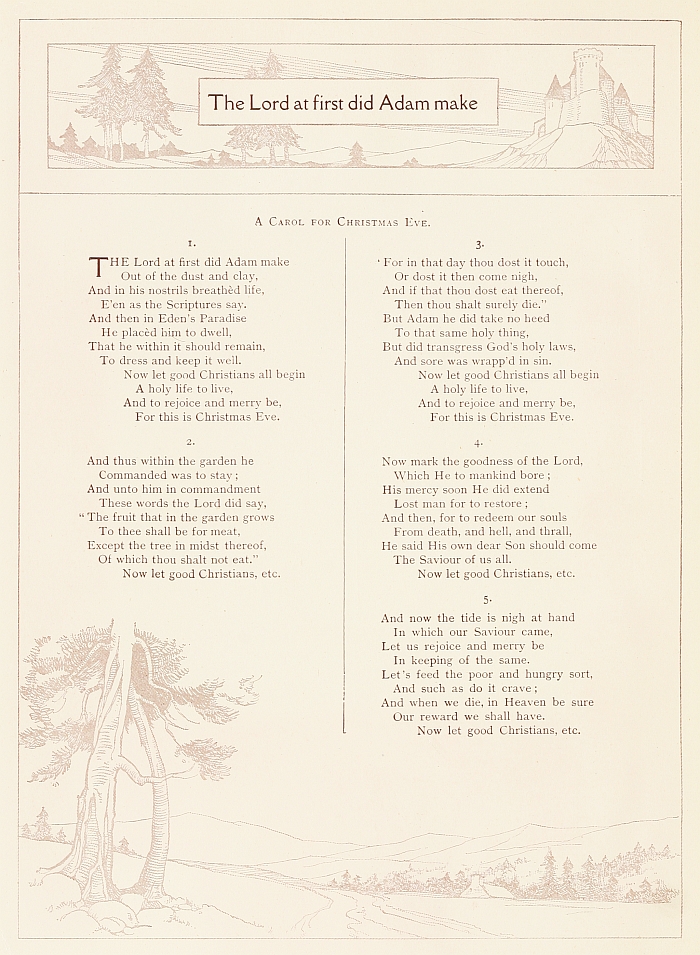 The Lord at first did Adam make
A CAROL FOR CHRISTMAS EVE.
1.
THE Lord at first did Adam make
Out of the dust and clay,
And in his nostrils breathèd life,
E'en as the Scriptures say.
And then in Eden's Paradise
He placèd him to dwell,
That he within it should remain,
To dress and keep it well.
Now let good Christians all begin
A holy life to live,
And to rejoice and merry be,
For this is Christmas Eve.
2.
And thus within the garden he
Commanded was to stay;
And unto him in commandment
These words the Lord did say,
"The fruit that in the garden grows
To thee shall be for meat,
Except the tree in midst thereof,
Of which thou shalt not eat."
Now let good Christians, etc.
3.
'For in that day thou dost it touch,
Or dost it then come nigh,
And if that thou dost eat thereof,
Then thou shalt surely die."
But Adam he did take no heed
To that same holy thing,
But did transgress God's holy laws,
And sore was wrapp'd in sin.
Now let good Christians all begin
A holy life to live,
And to rejoice and merry be,
For this is Christmas Eve.
4.
Now mark the goodness of the Lord,
Which He to mankind bore;
His mercy soon He did extend
Lost man for to restore;
And then, for to redeem our souls
From death, and hell, and thrall,
He said His own dear Son should come
The Saviour of us all.
Now let good Christians, etc.
5.
And now the tide is nigh at hand
In which our Saviour came,
Let us rejoice and merry be
In keeping of the same.
Let's feed the poor and hungry sort,
And such as do it crave;
And when we die, in Heaven be sure
Our reward we shall have.
Now let good Christians, etc.